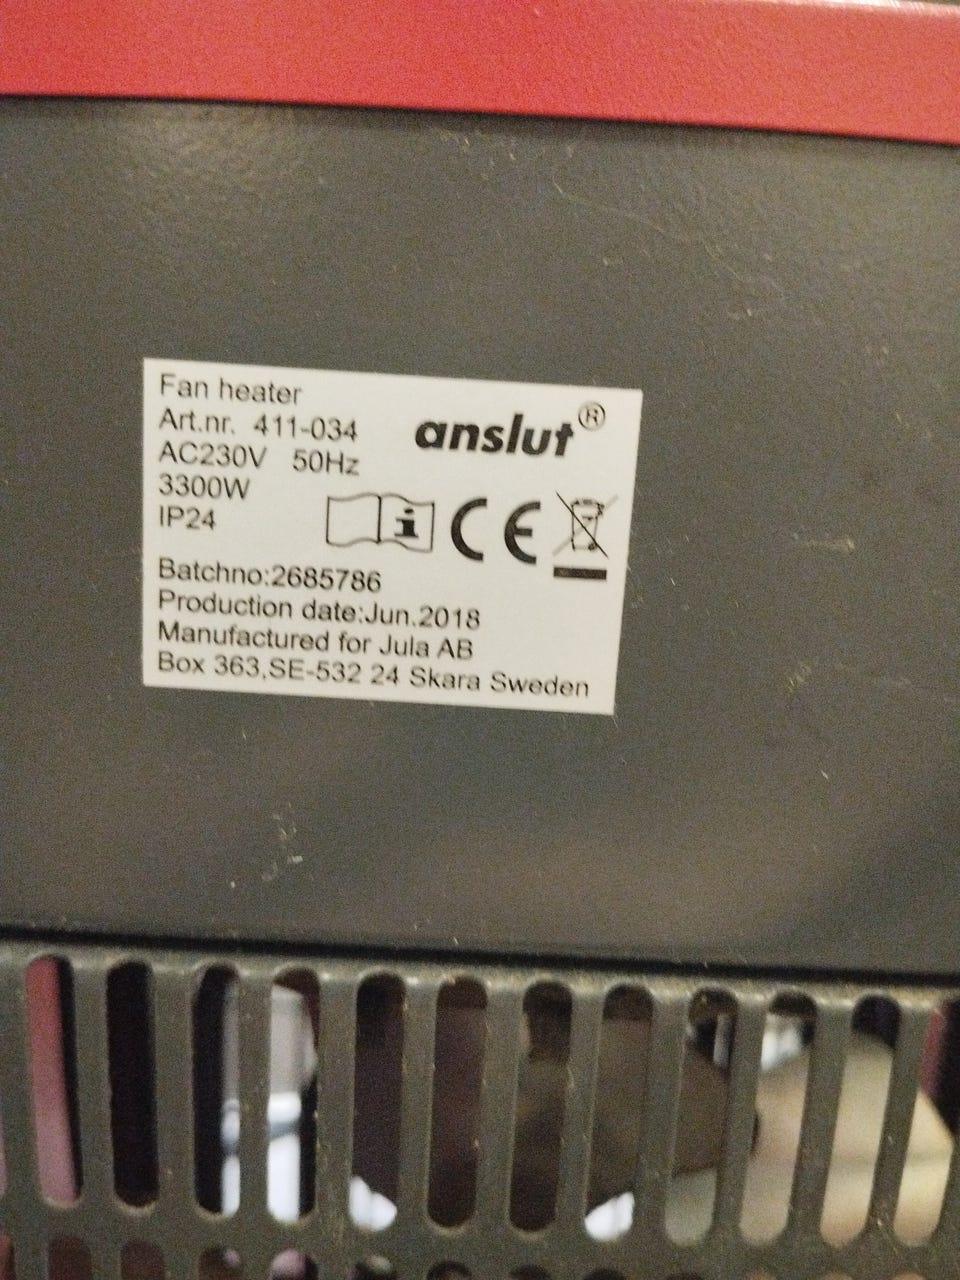 Fan heater
Art.nr. 411-034
anslut®
AC230V 50Hz
3300W
IP24
i
CE
Batchno:2685786
Production date:Jun.2018
Manufactured for Jula AB
Box 363,SE-532 24 Skara Sweden